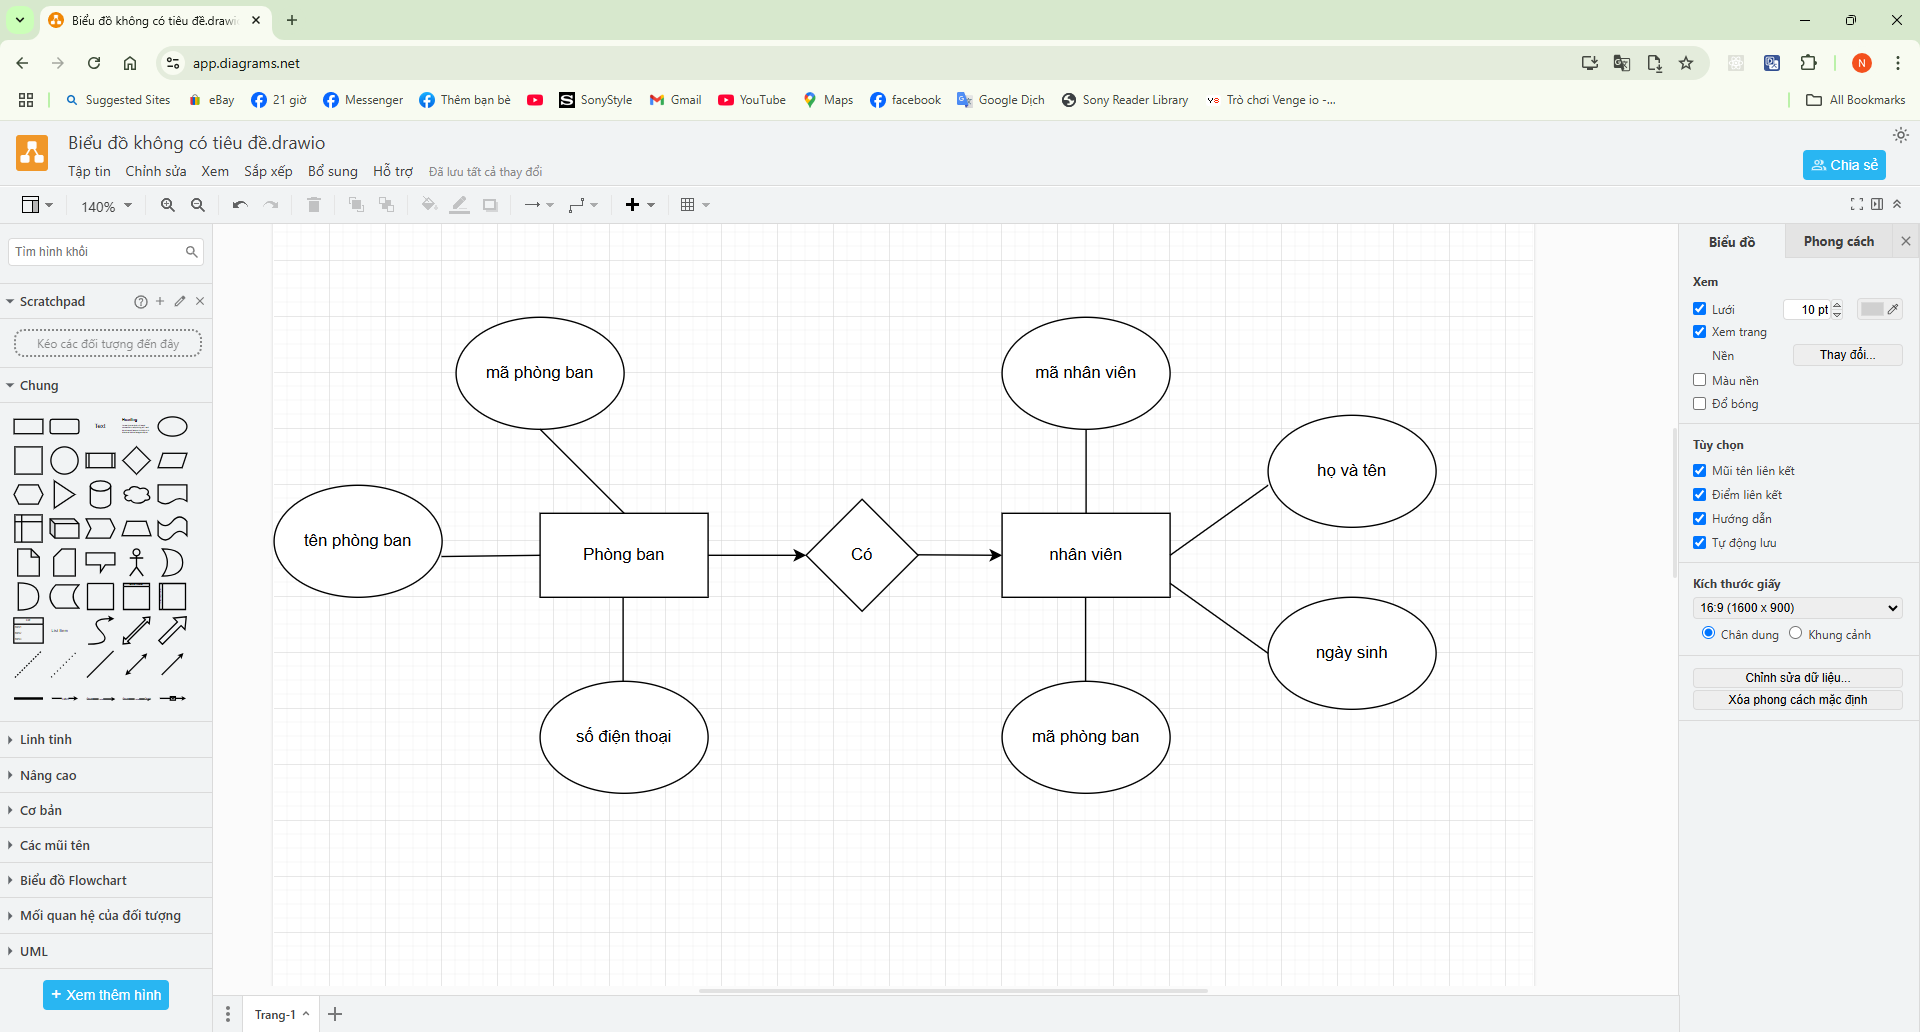 Biểu đồ không có tiêu đề.drawi
app.diagrams.net
Suggested Sites
eBay
21 giờ
Messenger
Thêm bạn bè
SonyStyle
Gmail
YouTube
Maps
facebook
Google Dịch
Sony Reader Library
Trò chơi Venge io -...
All Bookmarks
N
Biểu đồ không có tiêu đề.drawio
Tập tin
Chỉnh sửa
Xem
Sắp xếp
Bổ sung
Hỗ trợ
Đã lưu tất cả thay đổi
Chia sẻ
140%
Tìm hình khối
Scratchpad
Kéo các đối tượng đến đây
Chung
Text
Heading
Linh tinh
Nâng cao
Cơ bản
Các mũi tên
Biểu đồ Flowchart
Mối quan hệ của đối tượng
UML
+ Xem thêm hình
mã phòng ban
tên phòng ban
Phòng ban
số điện thoại
Có
mã nhân viên
họ và tên
nhân viên
ngày sinh
mã phòng ban
Trang-1
Biểu đồ
Phong cách
Xem
Lưới
10 pt
Xem trang
Nền
Thay đổi...
Màu nền
Đổ bóng
Tùy chọn
Mũi tên liên kết
Điểm liên kết
Hướng dẫn
Tự động lưu
Kích thước giấy
16:9 (1600 x 900)
Chân dung
Khung cảnh
Chỉnh sửa dữ liệu...
Xóa phong cách mặc định